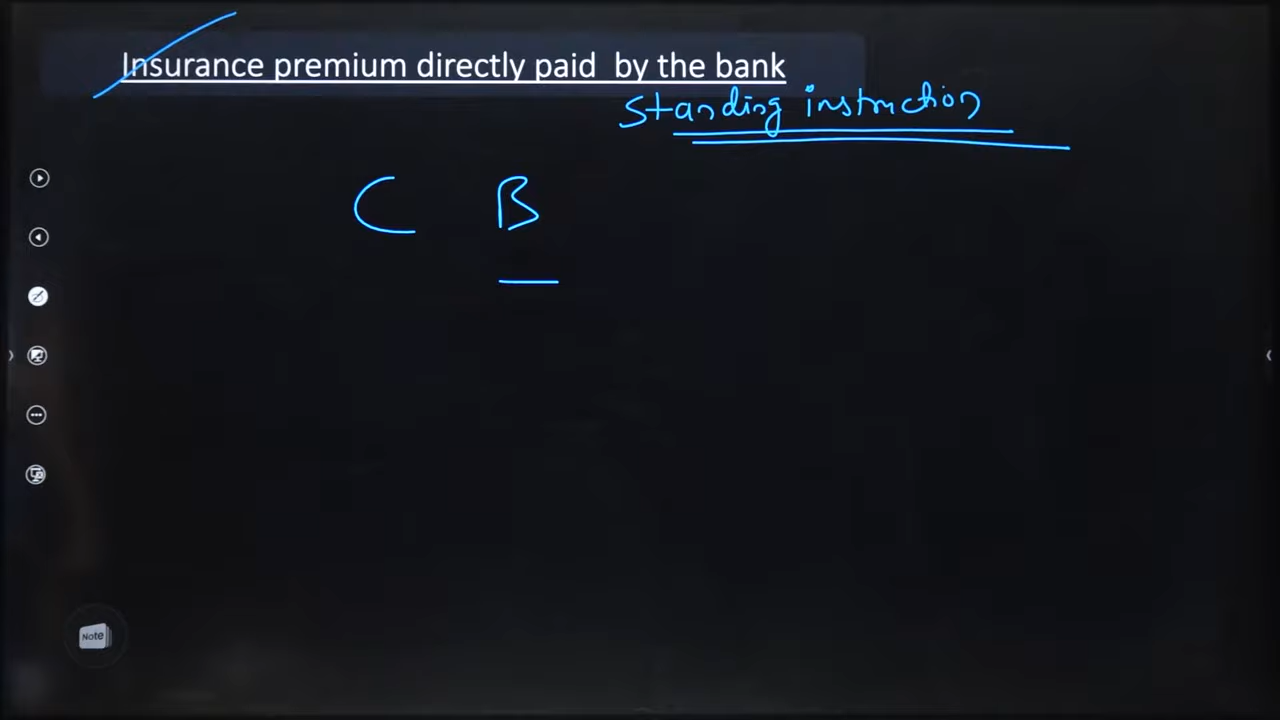 Insurance premium directly paid by the bank
Standing instruction
C B
Note